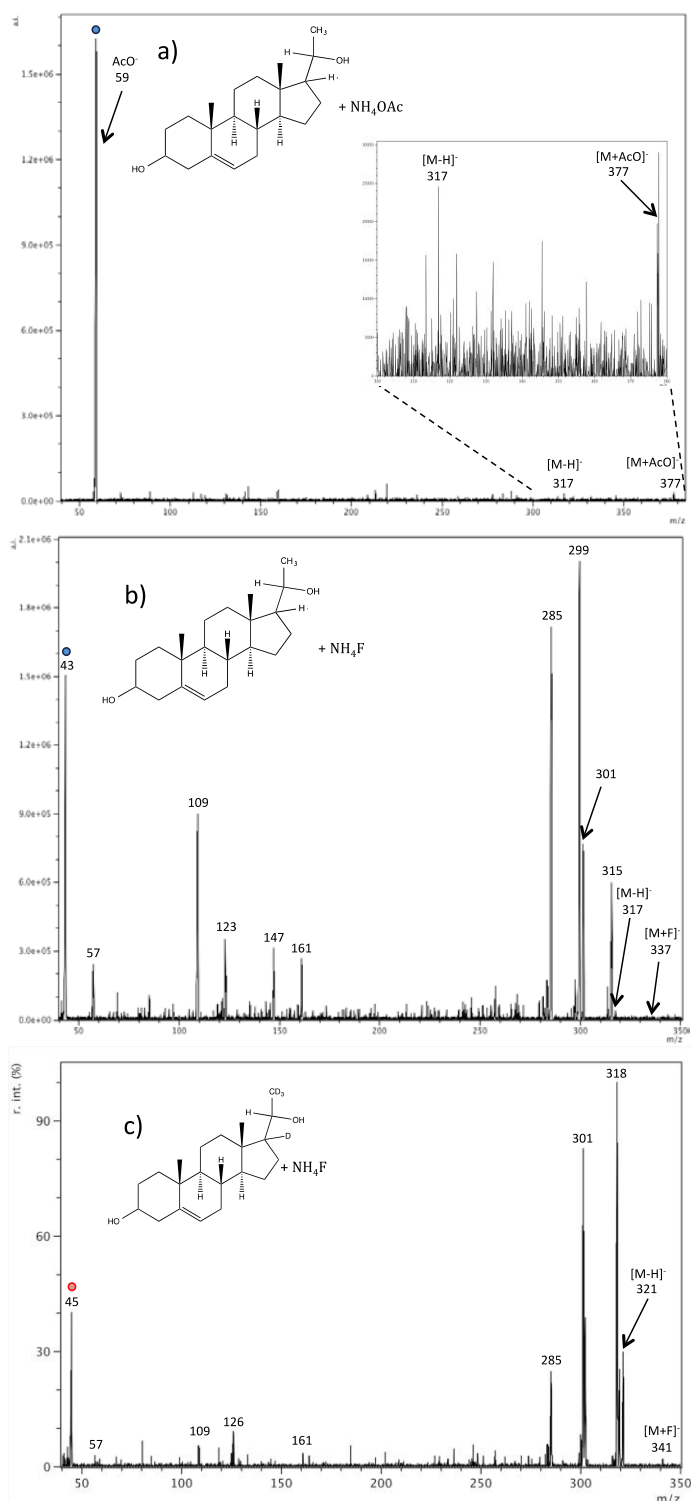 a.i.
a)
CH3
H
OH
H
H
H
H
HO
+ NH4OAc
AcO-
59
1.5e+06
1.2e+06
9.0e+05
6.0e+05
3.0e+05
0.0e+00
[M-H]-
317
[M+AcO]-
377
[M-H]-
317
[M+AcO]-
377
50 100 150 200 250 300 350
m/z
a.i.
2.1e+06
1.8e+06
1.5e+06
1.2e+06
9.0e+05
6.0e+05
3.0e+05
0.0e+00
b)
CH3
H
OH
H
H
H
H
HO
+ NH4F
43
57
109
123
147
161
285
299
301
315
[M-H]-
317
[M+F]-
337
50 100 150 200 250 300 350
m/z
r. int. (%)
90
60
30
0
c)
CD3
H
OH
D
H
H
H
HO
+ NH4F
45
57
109
126
161
285
301
318
[M-H]-
321
[M+F]-
341
50 100 150 200 250 300 350
m/z